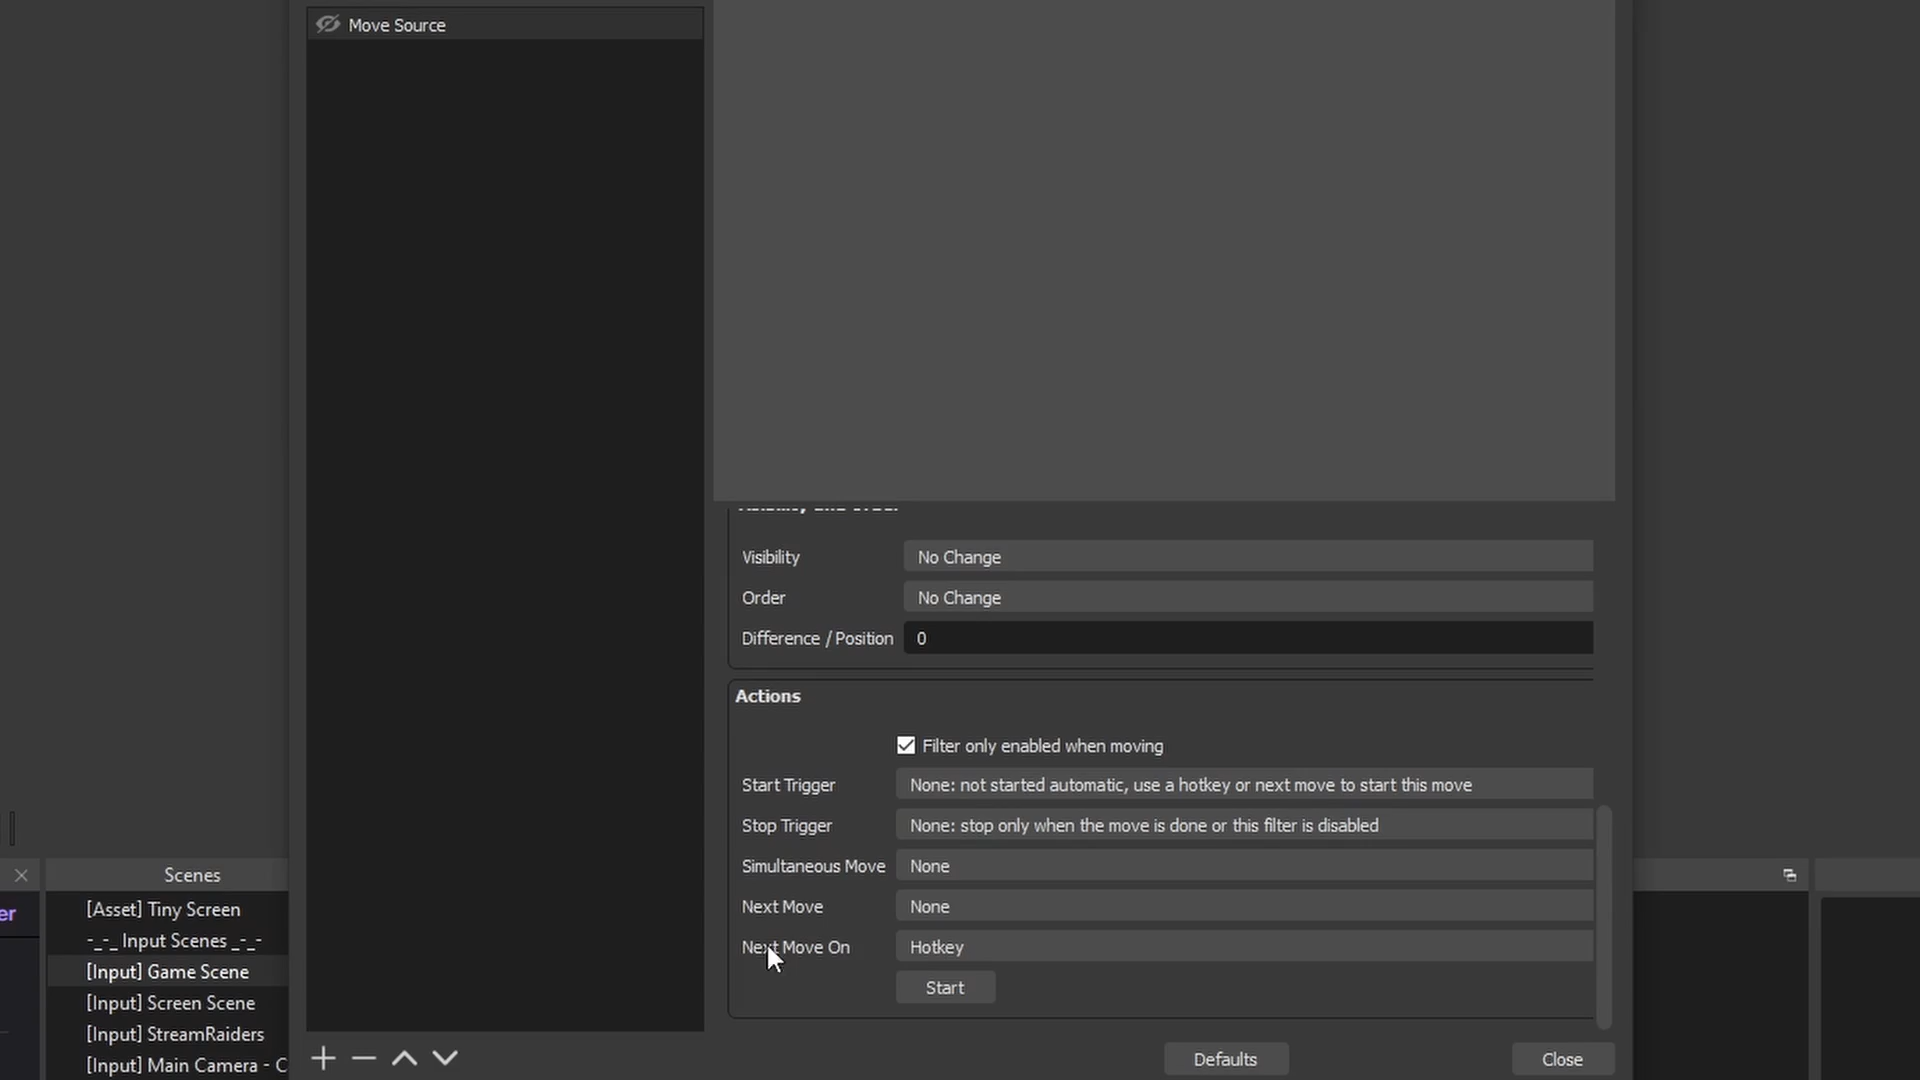 Move Source
Visibility
No Change
Order
No Change
Difference / Position
0
Actions
Filter only enabled when moving
Start Trigger
None: not started automatic, use a hotkey or next move to start this move
Stop Trigger
None: stop only when the move is done or this filter is disabled
Simultaneous Move
None
Next Move
None
Next Move On
Hotkey
Start
Defaults
Close
er
Scenes
[Asset] Tiny Screen
-_-_ Input Scenes _-_-
[Input] Game Scene
[Input] Screen Scene
[Input] StreamRaiders
[Input] Main Camera - C